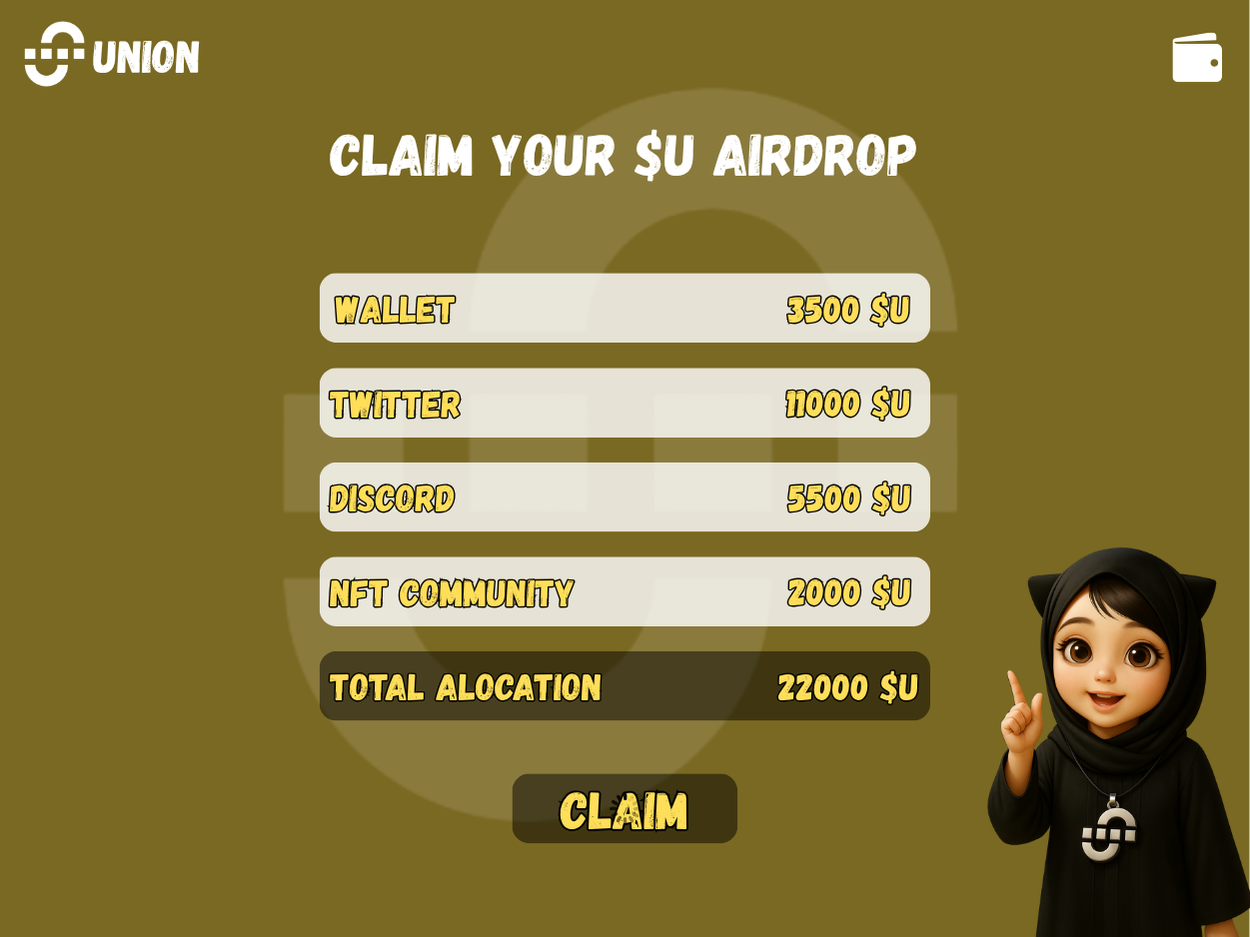 UNION
CLAIM YOUR $U AIRDROP
WALLET 3500 $U
TWITTER 11000 $U
DISCORD 5500 $U
NFT COMMUNITY 2000 $U
TOTAL ALOCATION 22000 $U
CLAIM